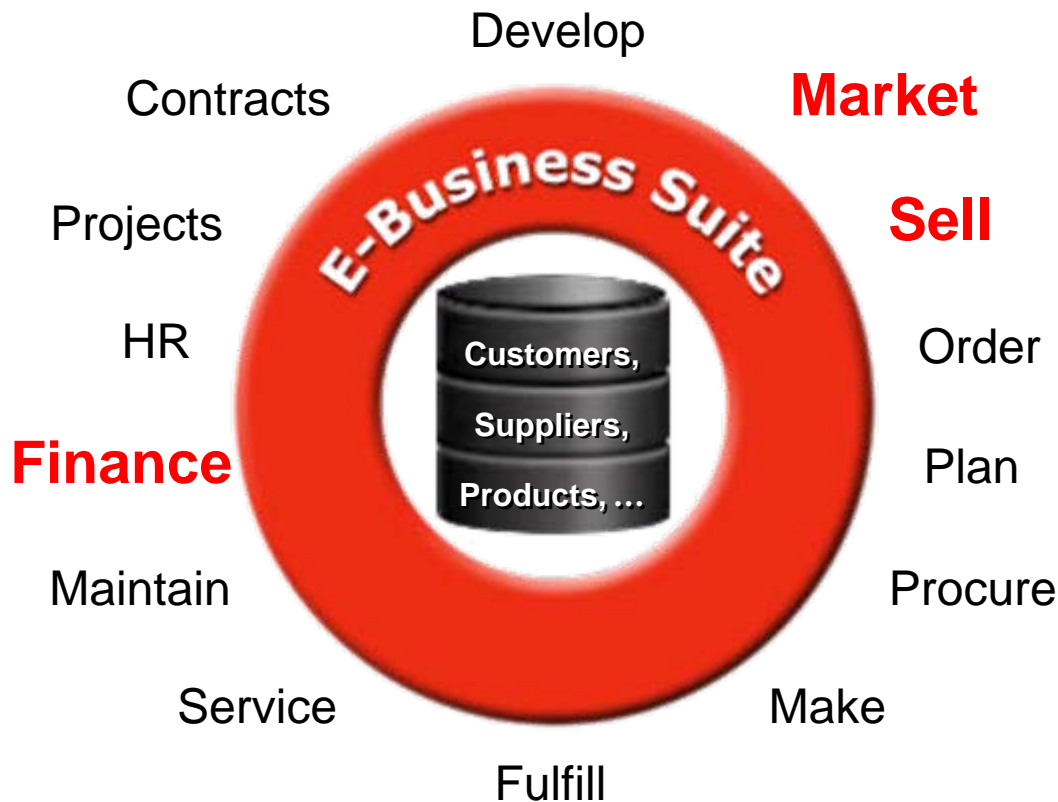 Develop
Contracts
Market
E-Business Suite
Projects
Sell
HR
Customers,
Order
Suppliers,
Finance
Plan
Products, ...
Maintain
Procure
Service
Make
Fulfill